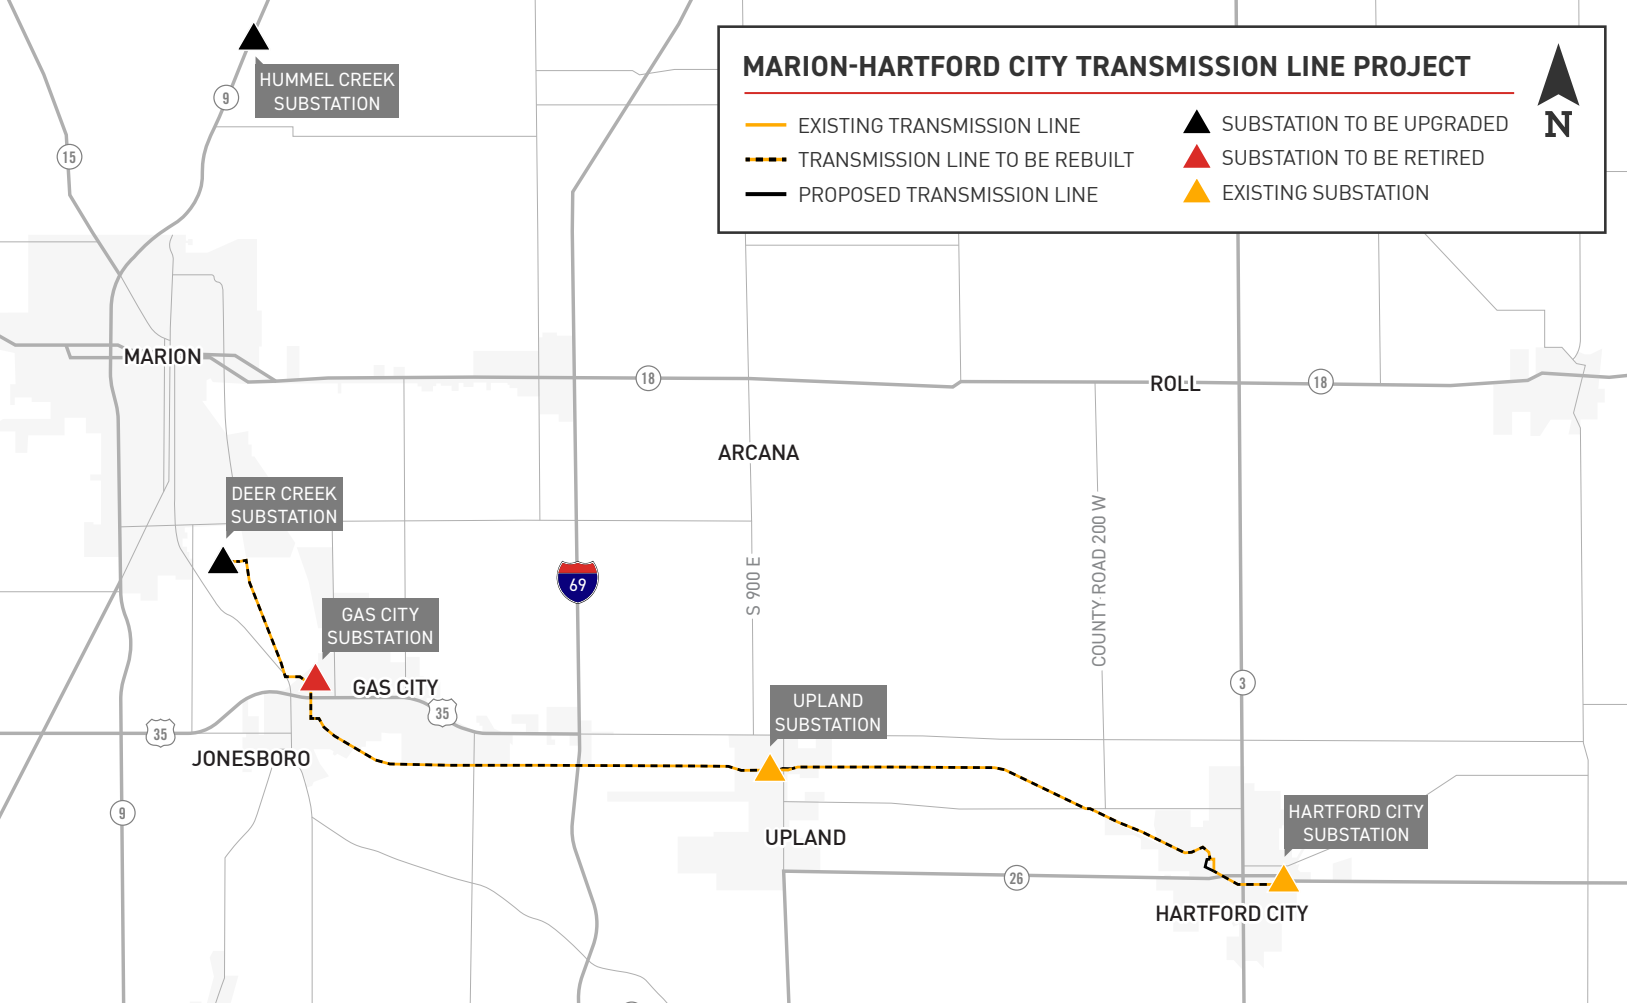 HUMMEL CREEK
SUBSTATION
9
15
MARION-HARTFORD CITY TRANSMISSION LINE PROJECT
EXISTING TRANSMISSION LINE
TRANSMISSION LINE TO BE REBUILT
PROPOSED TRANSMISSION LINE
SUBSTATION TO BE UPGRADED
SUBSTATION TO BE RETIRED
EXISTING SUBSTATION
N
MARION
18
ROLL
18
ARCANA
DEER CREEK
SUBSTATION
69
S 900 E
COUNTY ROAD 200 W
GAS CITY
SUBSTATION
GAS CITY
35
35
3
UPLAND
SUBSTATION
JONESBORO
9
UPLAND
HARTFORD CITY
SUBSTATION
26
HARTFORD CITY